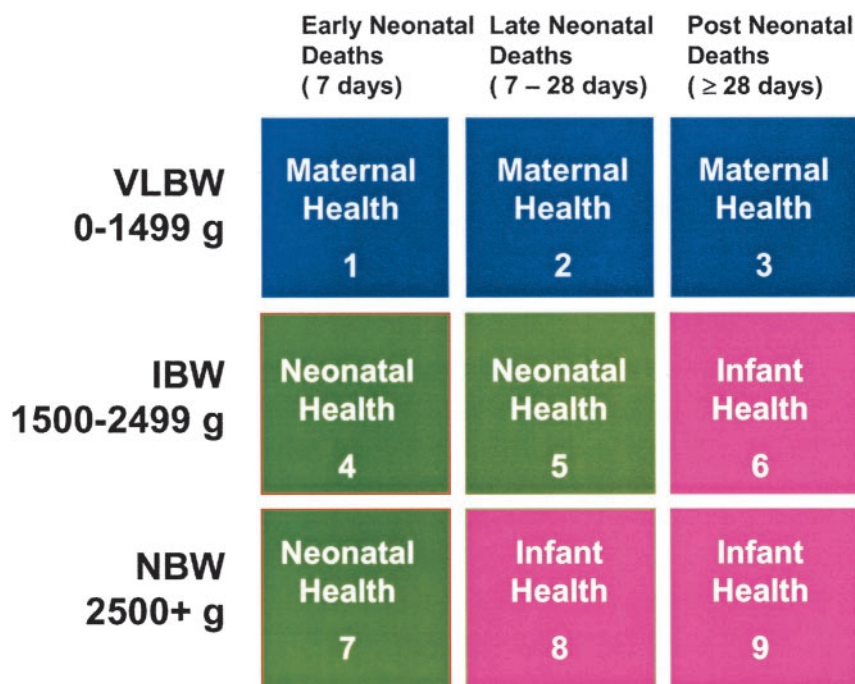 Early Neonatal Deaths ( 7 days)
Late Neonatal Deaths ( 7 – 28 days)
Post Neonatal Deaths ( ≥ 28 days)
VLBW
0-1499 g
Maternal Health 1
Maternal Health 2
Maternal Health 3
IBW
1500-2499 g
Neonatal Health 4
Neonatal Health 5
Infant Health 6
NBW
2500+ g
Neonatal Health 7
Infant Health 8
Infant Health 9